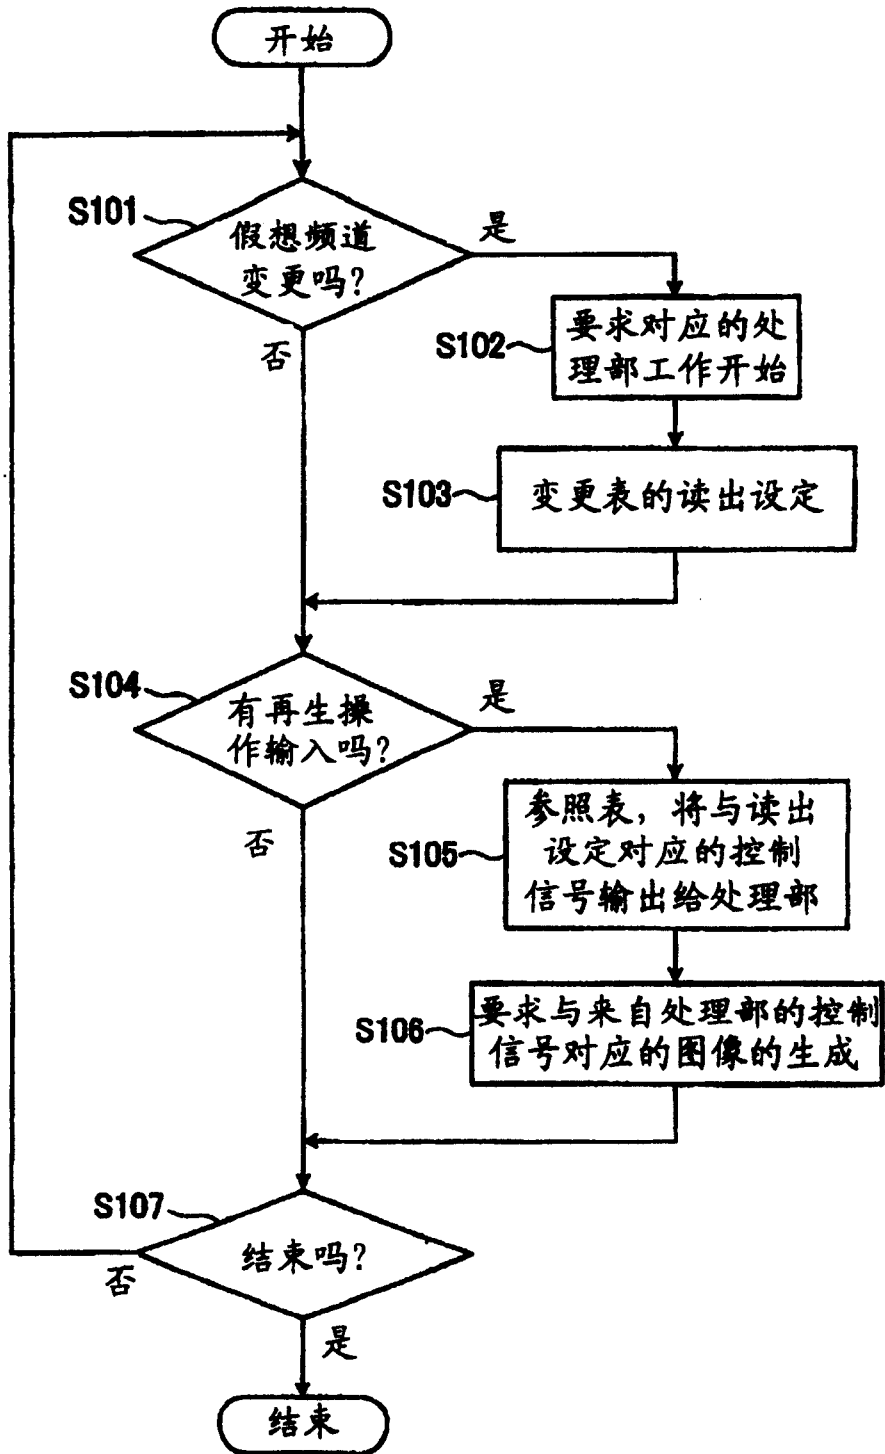 开始
S101
假想频道
变更吗?
是
否
S102
要求对应的处
理部工作开始
S103
变更表的读出设定
S104
有再生操
作输入吗?
是
否
S105
参照表，将与读出
设定对应的控制
信号输出给处理部
S106
要求与来自处理部的控制
信号对应的图像的生成
S107
结束吗?
否
是
结束